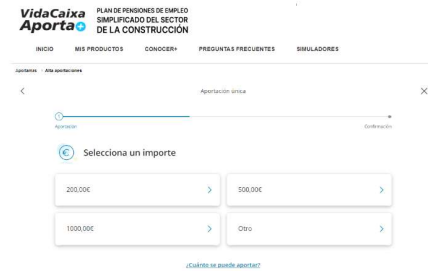 VidaCaixa
Aporta+
PLAN DE PENSIONES DE EMPLEO
SIMPLIFICADO DEL SECTOR
DE LA CONSTRUCCIÓN
INICIO MIS PRODUCTOS CONOCER+ PREGUNTAS FRECUENTES SIMULADORES
Aportamos Alta aportaciones
Aportación única
1
Aportación Confirmación
€ Selecciona un importe
200,00€ 500,00€
1000,00€ Otro
¿Cuánto se puede aportar?